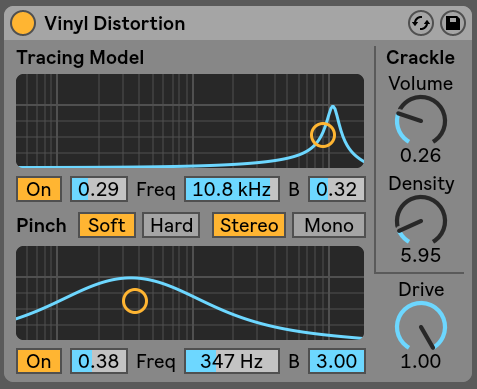 Vinyl Distortion
Tracing Model
Crackle
Volume
0.26
On 0.29 Freq 10.8 kHz B 0.32
Density
5.95
Pinch Soft Hard Stereo Mono
Drive
1.00
On 0.38 Freq 347 Hz B 3.00